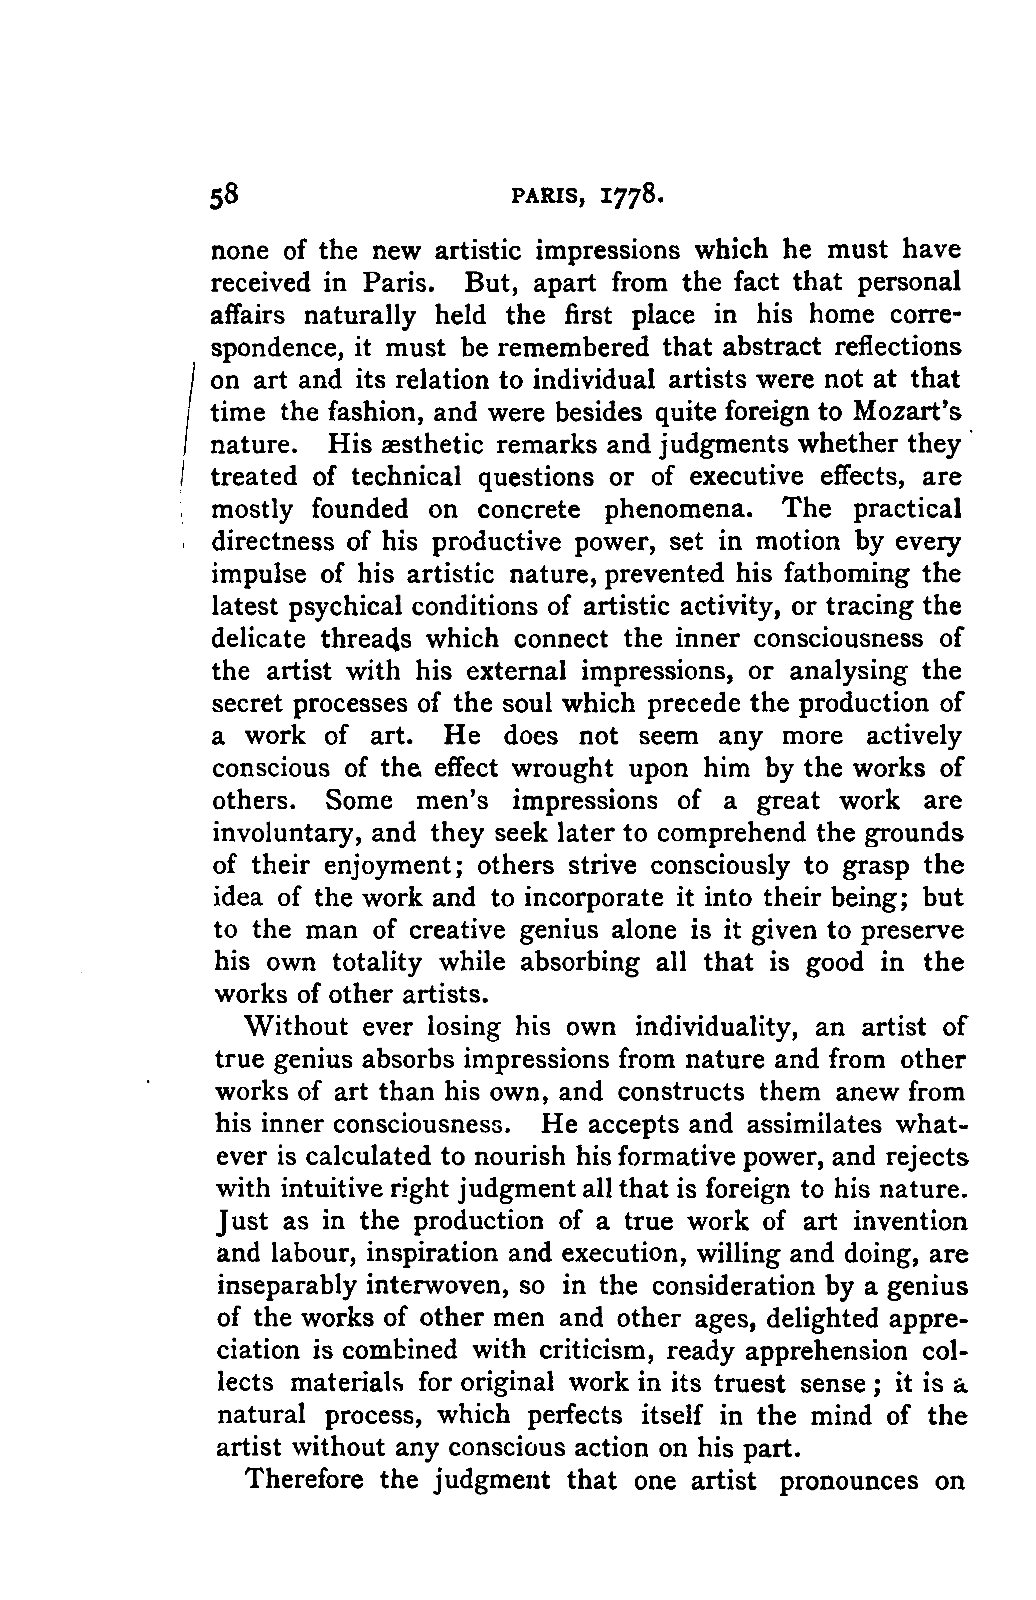 58 PARIS, 1778.
none of the new artistic impressions which he must have
received in Paris. But, apart from the fact that personal
affairs naturally held the first place in his home corre-
spondence, it must be remembered that abstract reflections
on art and its relation to individual artists were not at that
time the fashion, and were besides quite foreign to Mozart's
nature. His æsthetic remarks and judgments whether they
treated of technical questions or of executive effects, are
mostly founded on concrete phenomena. The practical
directness of his productive power, set in motion by every
impulse of his artistic nature, prevented his fathoming the
latest psychical conditions of artistic activity, or tracing the
delicate threads which connect the inner consciousness of
the artist with his external impressions, or analysing the
secret processes of the soul which precede the production of
a work of art. He does not seem any more actively
conscious of the effect wrought upon him by the works of
others. Some men's impressions of a great work are
involuntary, and they seek later to comprehend the grounds
of their enjoyment; others strive consciously to grasp the
idea of the work and to incorporate it into their being; but
to the man of creative genius alone is it given to preserve
his own totality while absorbing all that is good in the
works of other artists.
Without ever losing his own individuality, an artist of
true genius absorbs impressions from nature and from other
works of art than his own, and constructs them anew from
his inner consciousness. He accepts and assimilates what-
ever is calculated to nourish his formative power, and rejects
with intuitive right judgment all that is foreign to his nature.
Just as in the production of a true work of art invention
and labour, inspiration and execution, willing and doing, are
inseparably interwoven, so in the consideration by a genius
of the works of other men and other ages, delighted appre-
ciation is combined with criticism, ready apprehension col-
lects materials for original work in its truest sense; it is a
natural process, which perfects itself in the mind of the
artist without any conscious action on his part.
Therefore the judgment that one artist pronounces on